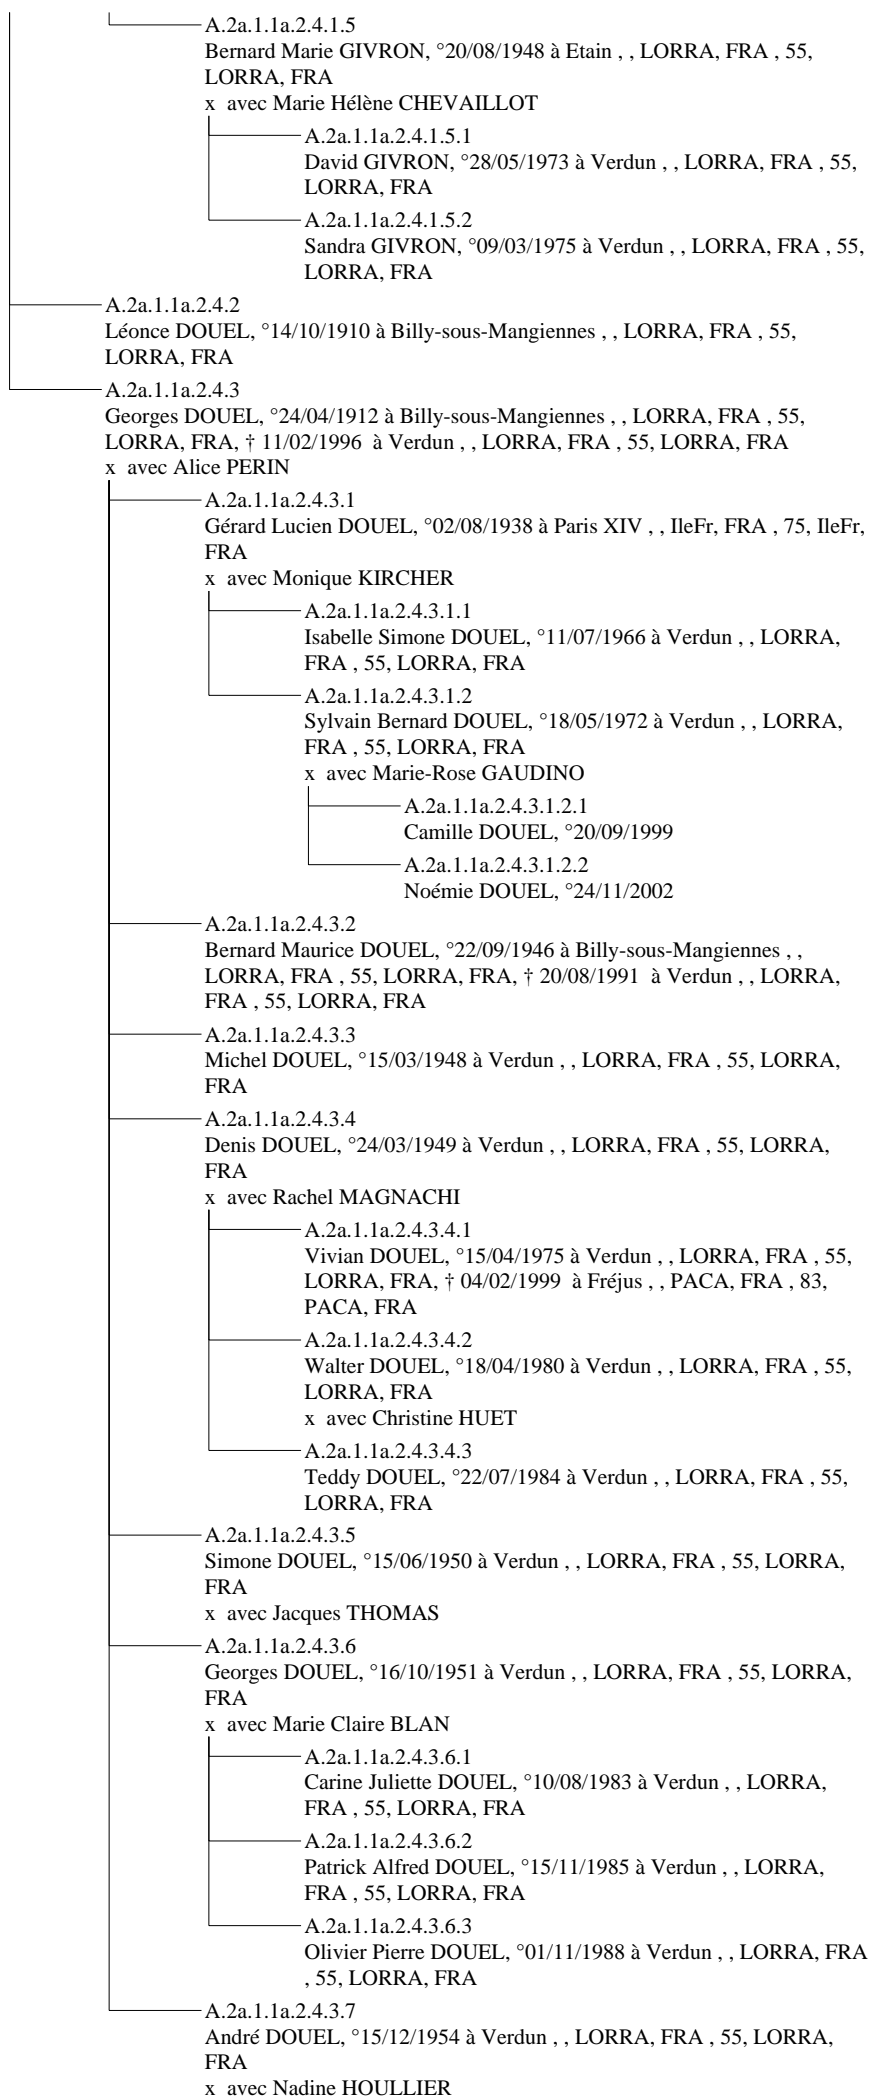 A.2a.1.1a.2.4.1.5
Bernard Marie GIVRON, °20/08/1948 à Etain , , LORRA, FRA , 55,
LORRA, FRA
x avec Marie Hélène CHEVAILLOT
A.2a.1.1a.2.4.1.5.1
David GIVRON, °28/05/1973 à Verdun , , LORRA, FRA , 55,
LORRA, FRA
A.2a.1.1a.2.4.1.5.2
Sandra GIVRON, °09/03/1975 à Verdun , , LORRA, FRA , 55,
LORRA, FRA
A.2a.1.1a.2.4.2
Léonce DOUEL, °14/10/1910 à Billy-sous-Mangiennes , , LORRA, FRA , 55,
LORRA, FRA
A.2a.1.1a.2.4.3
Georges DOUEL, °24/04/1912 à Billy-sous-Mangiennes , , LORRA, FRA , 55,
LORRA, FRA, † 11/02/1996 à Verdun , , LORRA, FRA , 55, LORRA, FRA
x avec Alice PERIN
A.2a.1.1a.2.4.3.1
Gérard Lucien DOUEL, °02/08/1938 à Paris XIV , , IleFr, FRA , 75, IleFr,
FRA
x avec Monique KIRCHER
A.2a.1.1a.2.4.3.1.1
Isabelle Simone DOUEL, °11/07/1966 à Verdun , , LORRA,
FRA , 55, LORRA, FRA
A.2a.1.1a.2.4.3.1.2
Sylvain Bernard DOUEL, °18/05/1972 à Verdun , , LORRA,
FRA , 55, LORRA, FRA
x avec Marie-Rose GAUDINO
A.2a.1.1a.2.4.3.1.2.1
Camille DOUEL, °20/09/1999
A.2a.1.1a.2.4.3.1.2.2
Noémie DOUEL, °24/11/2002
A.2a.1.1a.2.4.3.2
Bernard Maurice DOUEL, °22/09/1946 à Billy-sous-Mangiennes , ,
LORRA, FRA , 55, LORRA, FRA, † 20/08/1991 à Verdun , , LORRA,
FRA , 55, LORRA, FRA
A.2a.1.1a.2.4.3.3
Michel DOUEL, °15/03/1948 à Verdun , , LORRA, FRA , 55, LORRA,
FRA
A.2a.1.1a.2.4.3.4
Denis DOUEL, °24/03/1949 à Verdun , , LORRA, FRA , 55, LORRA,
FRA
x avec Rachel MAGNACHI
A.2a.1.1a.2.4.3.4.1
Vivian DOUEL, °15/04/1975 à Verdun , , LORRA, FRA , 55,
LORRA, FRA, † 04/02/1999 à Fréjus , , PACA, FRA , 83,
PACA, FRA
A.2a.1.1a.2.4.3.4.2
Walter DOUEL, °18/04/1980 à Verdun , , LORRA, FRA , 55,
LORRA, FRA
x avec Christine HUET
A.2a.1.1a.2.4.3.4.3
Teddy DOUEL, °22/07/1984 à Verdun , , LORRA, FRA , 55,
LORRA, FRA
A.2a.1.1a.2.4.3.5
Simone DOUEL, °15/06/1950 à Verdun , , LORRA, FRA , 55, LORRA,
FRA
x avec Jacques THOMAS
A.2a.1.1a.2.4.3.6
Georges DOUEL, °16/10/1951 à Verdun , , LORRA, FRA , 55, LORRA,
FRA
x avec Marie Claire BLAN
A.2a.1.1a.2.4.3.6.1
Carine Juliette DOUEL, °10/08/1983 à Verdun , , LORRA,
FRA , 55, LORRA, FRA
A.2a.1.1a.2.4.3.6.2
Patrick Alfred DOUEL, °15/11/1985 à Verdun , , LORRA,
FRA , 55, LORRA, FRA
A.2a.1.1a.2.4.3.6.3
Olivier Pierre DOUEL, °01/11/1988 à Verdun , , LORRA, FRA
, 55, LORRA, FRA
A.2a.1.1a.2.4.3.7
André DOUEL, °15/12/1954 à Verdun , , LORRA, FRA , 55, LORRA,
FRA
x avec Nadine HOULLIER